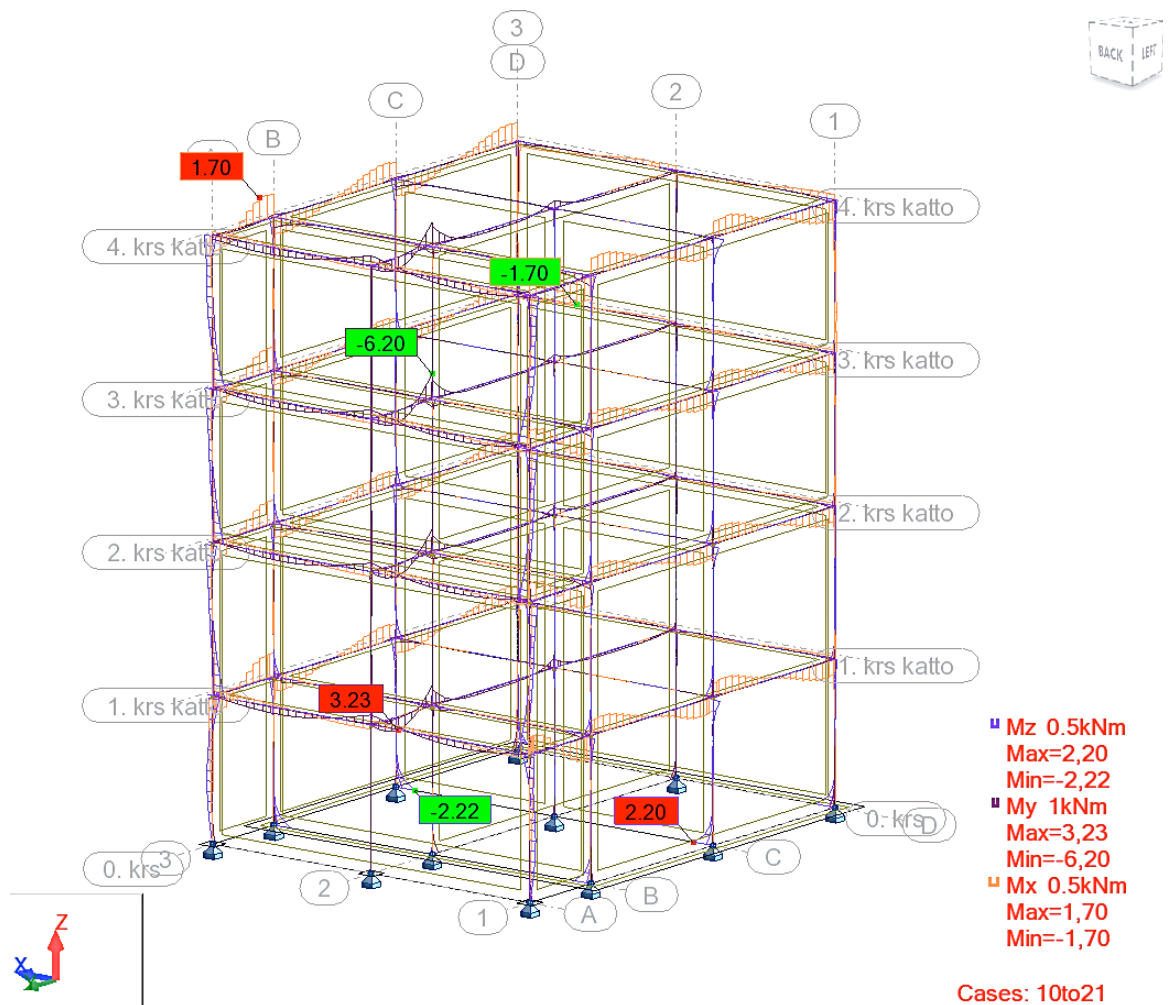 3
D
BACK
LEFT
C
2
B
1
1.70
4. krs katto
4. krs katto
-1.70
-6.20
3. krs katto
3. krs katto
2. krs katto
2. krs katto
1. krs katto
1. krs katto
3.23
Mz 0.5kNm
Max=2,20
Min=-2,22
My 1kNm
Max=3,23
Min=-6,20
Mx 0.5kNm
Max=1,70
Min=-1,70
-2.22
2.20
0. krs
D
C
0. krs
3
2
B
1
A
Z
X
Cases: 10to21